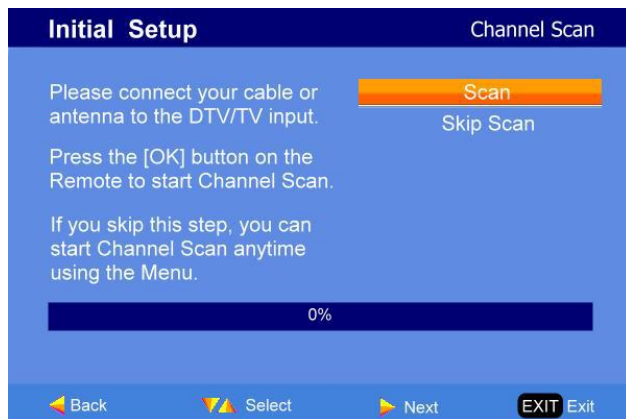 Initial Setup
Channel Scan
Please connect your cable or
antenna to the DTV/TV input.
Press the [OK] button on the
Remote to start Channel Scan.
If you skip this step, you can
start Channel Scan anytime
using the Menu.
Scan
Skip Scan
0%
Back Select Next EXIT Exit